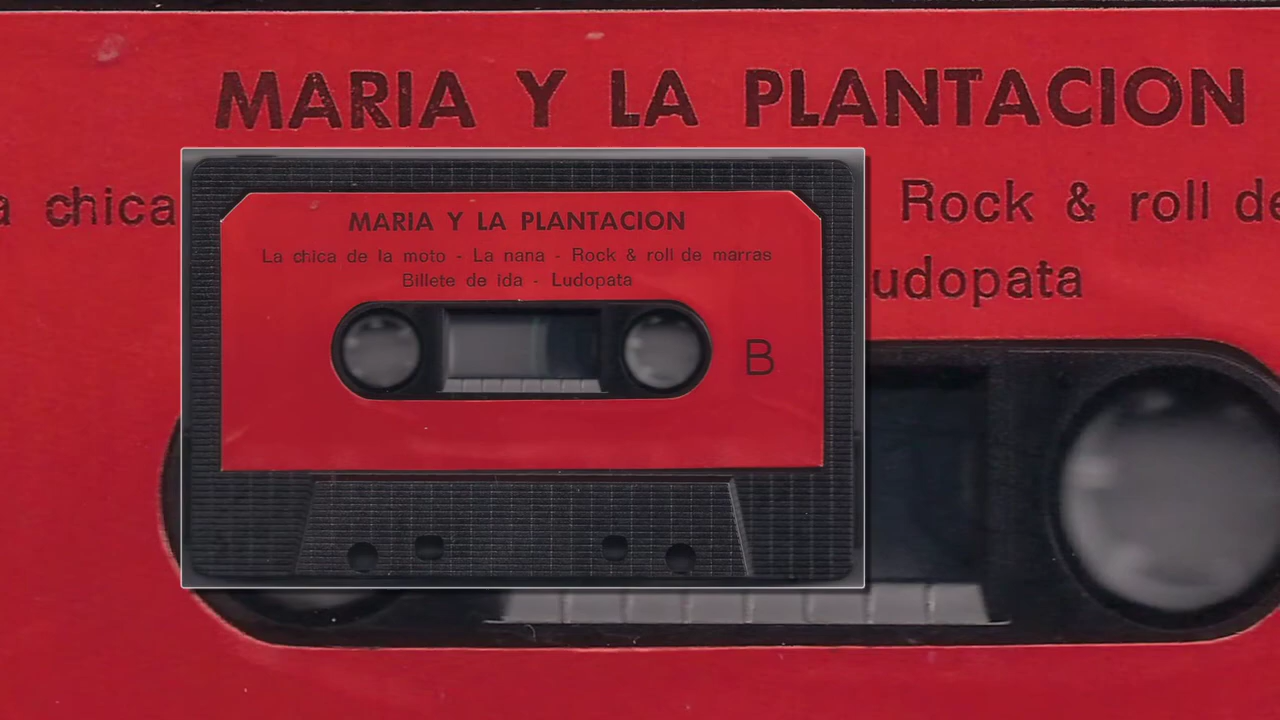 MARIA Y LA PLANTACION
a chica
Rock & roll de
udopata
MARIA Y LA PLANTACION
La chica de la moto - La nana - Rock & roll de marras
Billete de ida - Ludopata
B